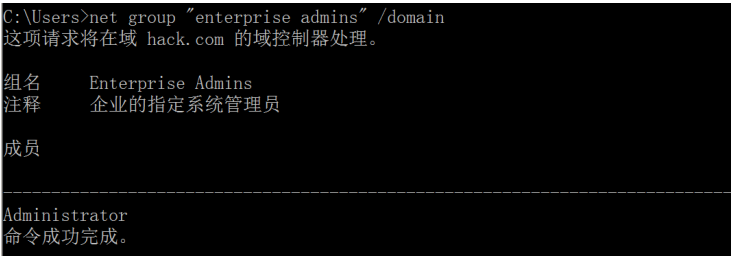 C:\Users>net group "enterprise admins" /domain
这项请求将在域 hack.com 的域控制器处理。
组名     Enterprise Admins
注释     企业的指定系统管理员
成员
-------------------------------------------------------------------------------
Administrator
命令成功完成。